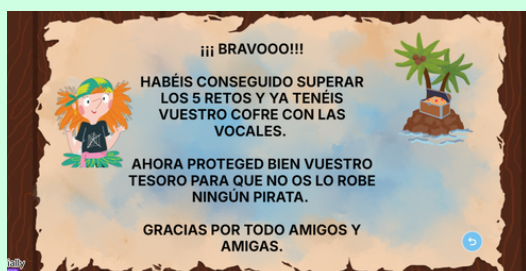 ¡¡¡ BRAVOOO!!!
HABÉIS CONSEGUIDO SUPERAR
LOS 5 RETOS Y YA TENÉIS
VUESTRO COFRE CON LAS
VOCALES.
AHORA PROTEGED BIEN VUESTRO
TESORO PARA QUE NO OS LO ROBE
NINGÚN PIRATA.
GRACIAS POR TODO AMIGOS Y
AMIGAS.